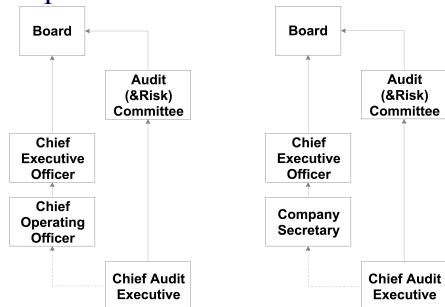 Board
Audit
(&Risk)
Committee
Chief
Executive
Officer
Chief
Operating
Officer
Chief Audit
Executive
Board
Audit
(&Risk)
Committee
Chief
Executive
Officer
Company
Secretary
Chief Audit
Executive